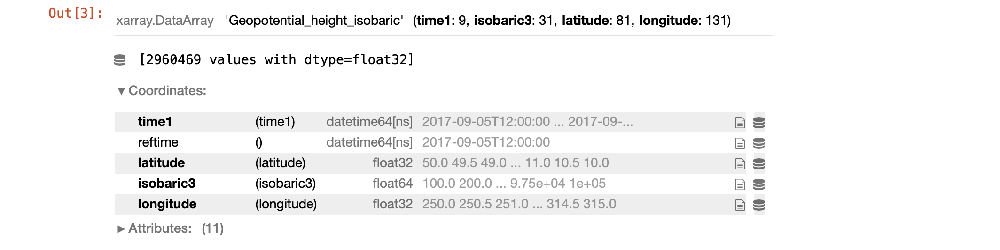 Out[3]:
xarray.DataArray 'Geopotential_height_isobaric' (time1: 9, isobaric3: 31, latitude: 81, longitude: 131)
[2960469 values with dtype=float32]
▼ Coordinates:
time1 (time1) datetime64[ns] 2017-09-05T12:00:00 ... 2017-09-...
reftime () datetime64[ns] 2017-09-05T12:00:00
latitude (latitude) float32 50.0 49.5 49.0 ... 11.0 10.5 10.0
isobaric3 (isobaric3) float64 100.0 200.0 ... 9.75e+04 1e+05
longitude (longitude) float32 250.0 250.5 251.0 ... 314.5 315.0
► Attributes: (11)